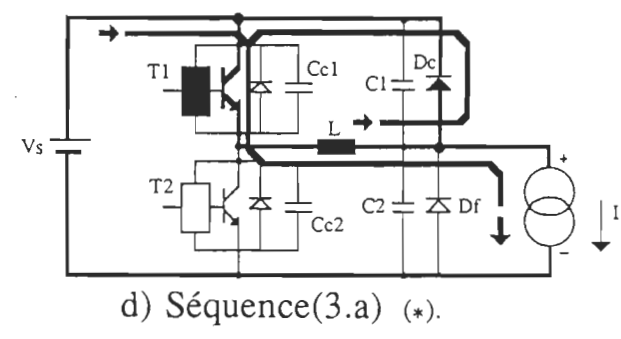 Dc
Cc1
C1
T1
L
Vs
+
T2
C2
Df
I
Cc2
−
d) Séquence(3.a) (*).